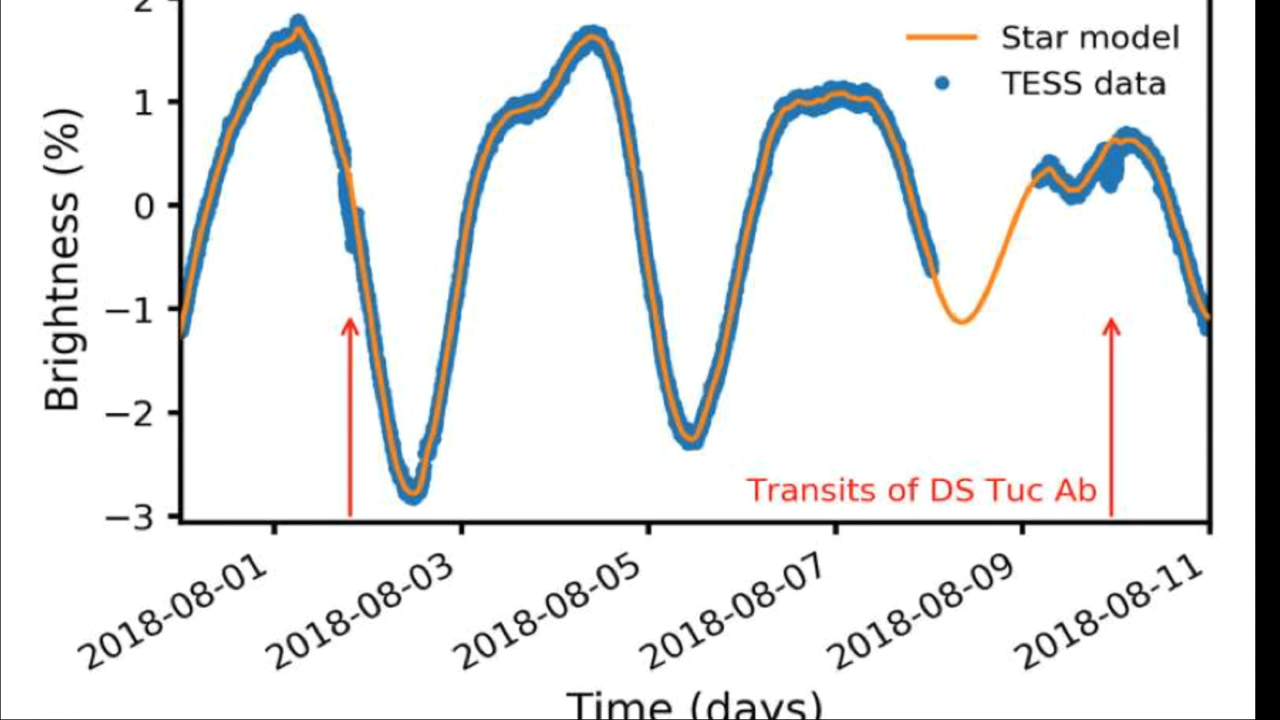 2
1
0
−1
−2
−3
Brightness (%)
Star model
TESS data
Transits of DS Tuc Ab
2018-08-01
2018-08-03
2018-08-05
2018-08-07
2018-08-09
2018-08-11
Time (days)